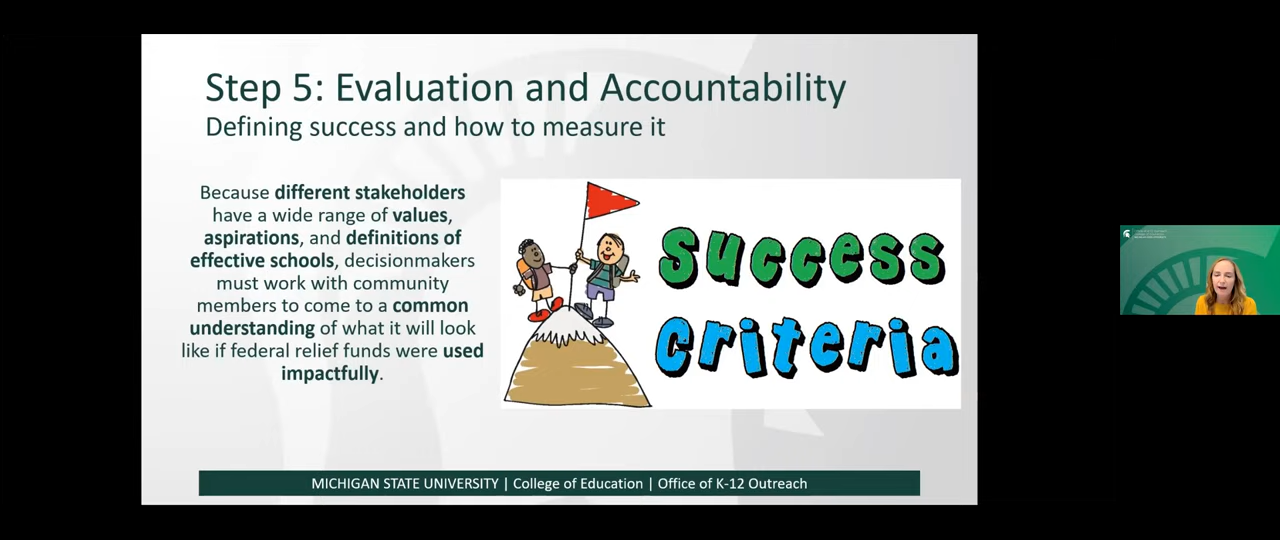 Step 5: Evaluation and Accountability
Defining success and how to measure it
Because different stakeholders
have a wide range of values,
aspirations, and definitions of
effective schools, decisionmakers
must work with community
members to come to a common
understanding of what it will look
like if federal relief funds were used
impactfully.
Success
Criteria
MICHIGAN STATE UNIVERSITY | College of Education | Office of K-12 Outreach